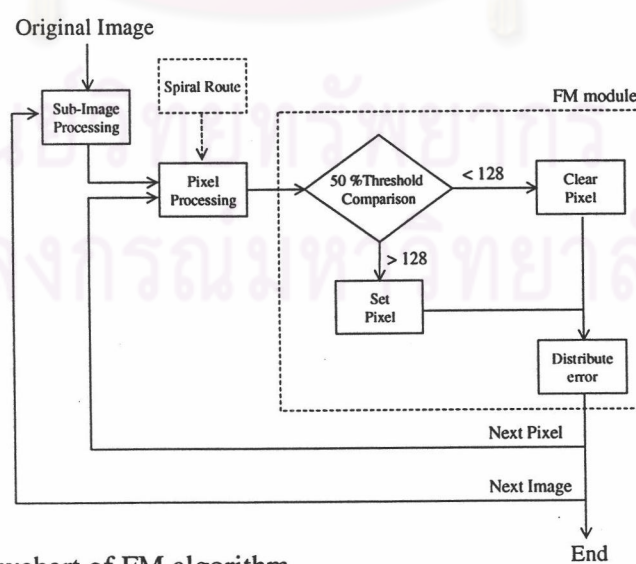 Original Image
Spiral Route
FM module
Sub-Image
Processing
Pixel
Processing
50 %Threshold
Comparison
< 128
Clear
Pixel
> 128
Set
Pixel
Distribute
error
Next Pixel
Next Image
End
of FM algorithm